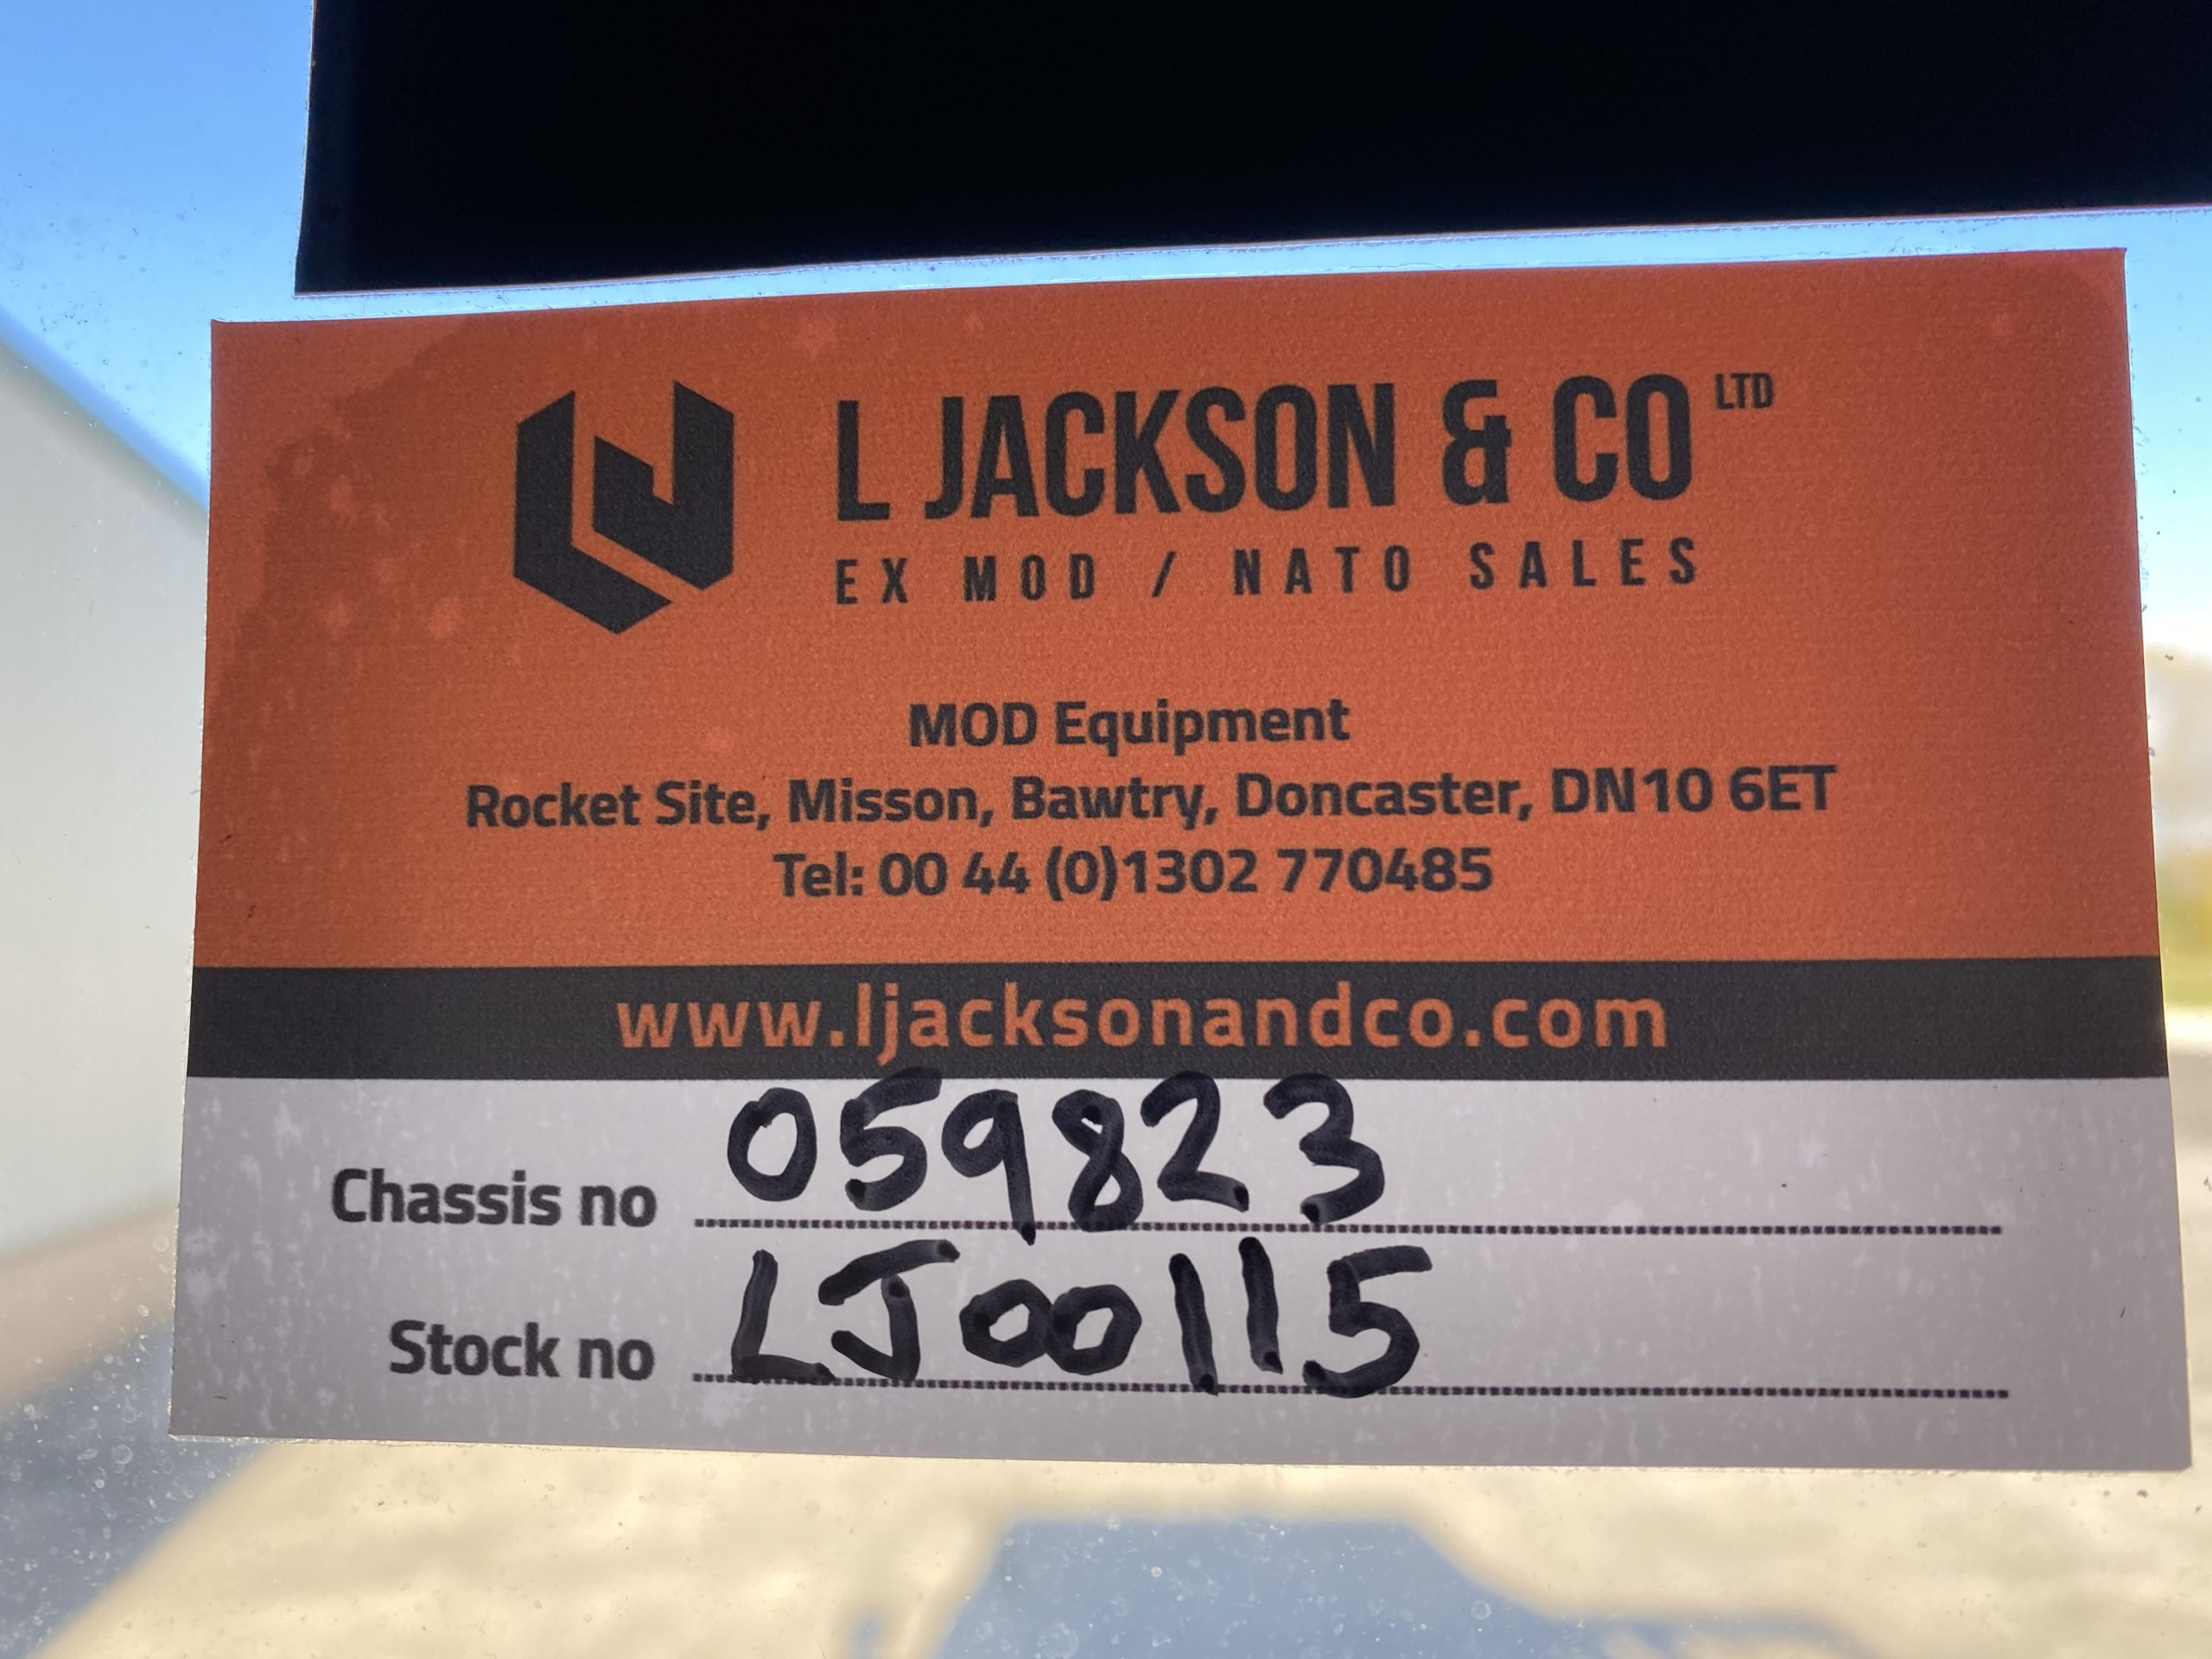 L JACKSON & CO LTD
EX MOD / NATO SALES
MOD Equipment
Rocket Site, Misson, Bawtry, Doncaster, DN10 6ET
Tel: 00 44 (0)1302 770485
www.ljacksonandco.com
Chassis no 059823
Stock no LJ00115